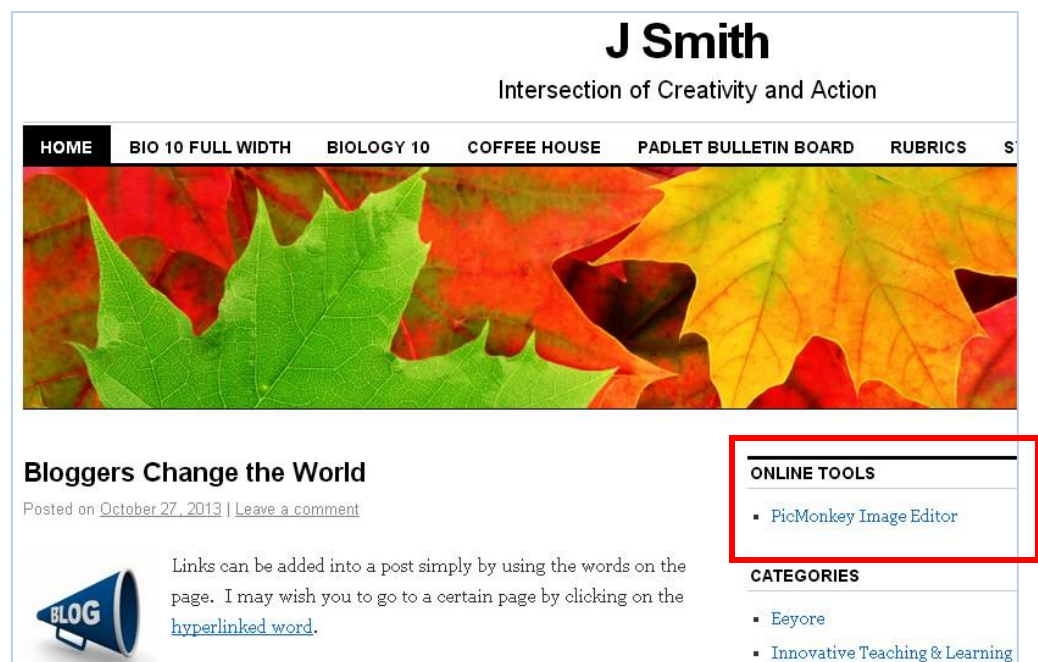 J Smith
Intersection of Creativity and Action
HOME BIO 10 FULL WIDTH BIOLOGY 10 COFFEE HOUSE PADLET BULLETIN BOARD RUBRICS
Bloggers Change the World
Posted on October 27, 2013 | Leave a comment
BLOG
Links can be added into a post simply by using the words on the
page. I may wish you to go to a certain page by clicking on the
hyperlinked word.
ONLINE TOOLS
PicMonkey Image Editor
CATEGORIES
Eeyore
Innovative Teaching & Learning